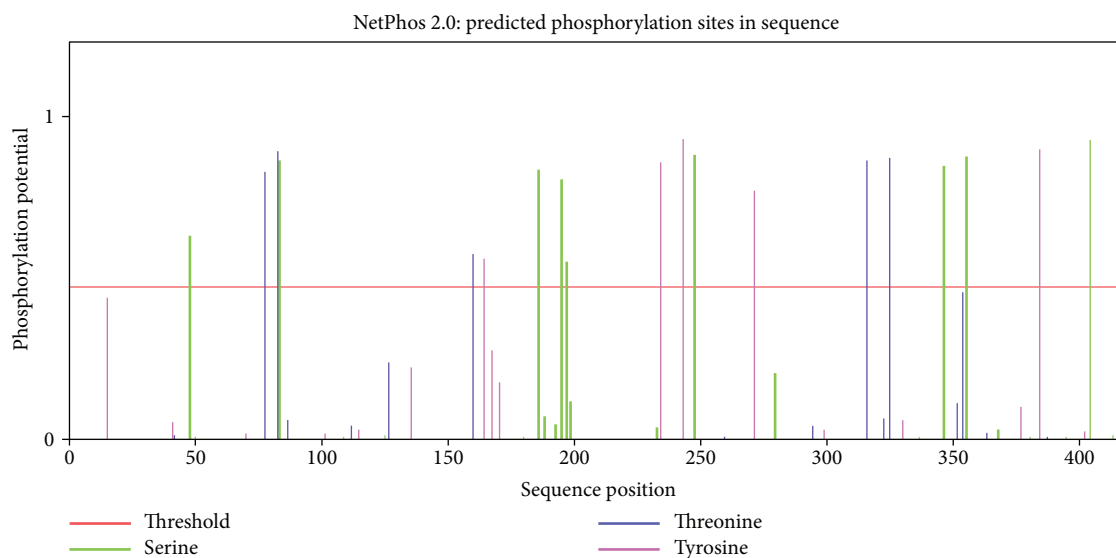 NetPhos 2.0: predicted phosphorylation sites in sequence
Phosphorylation potential
1
0
0 50 100 150 200 250 300 350 400
Sequence position
Threshold Threonine
Serine Tyrosine